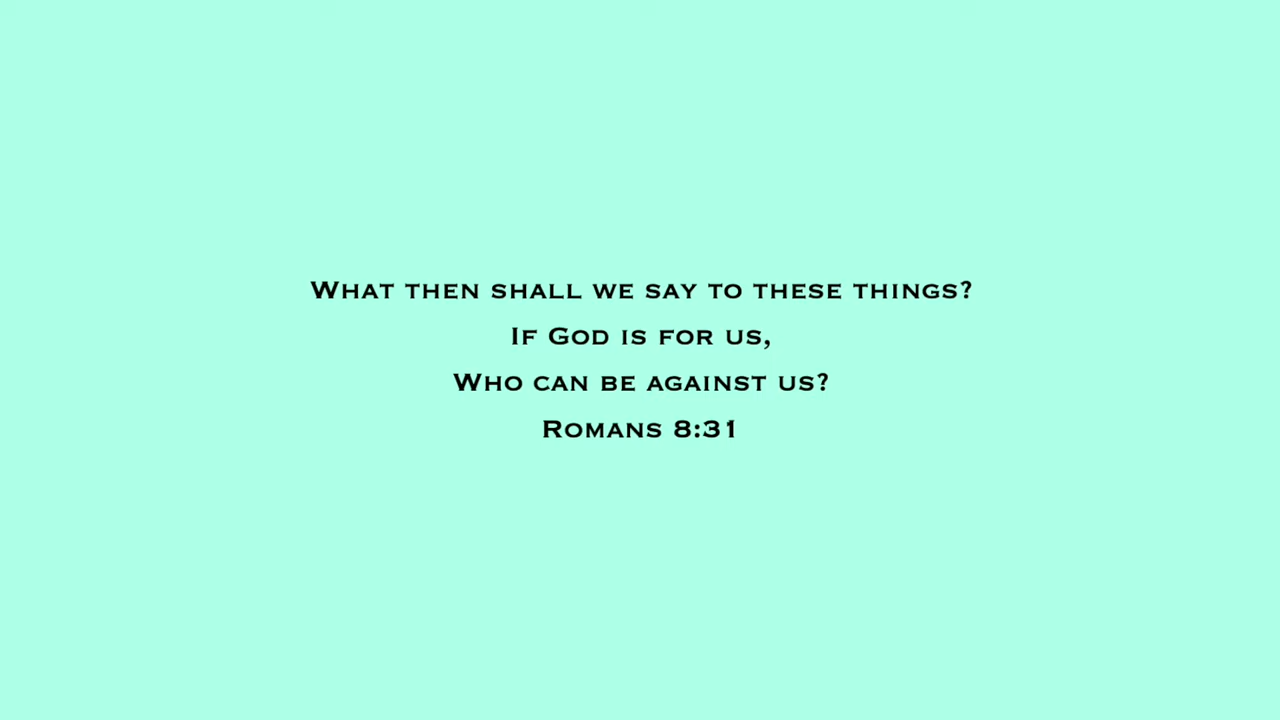 What then shall we say to these things?
If God is for us,
Who can be against us?
Romans 8:31